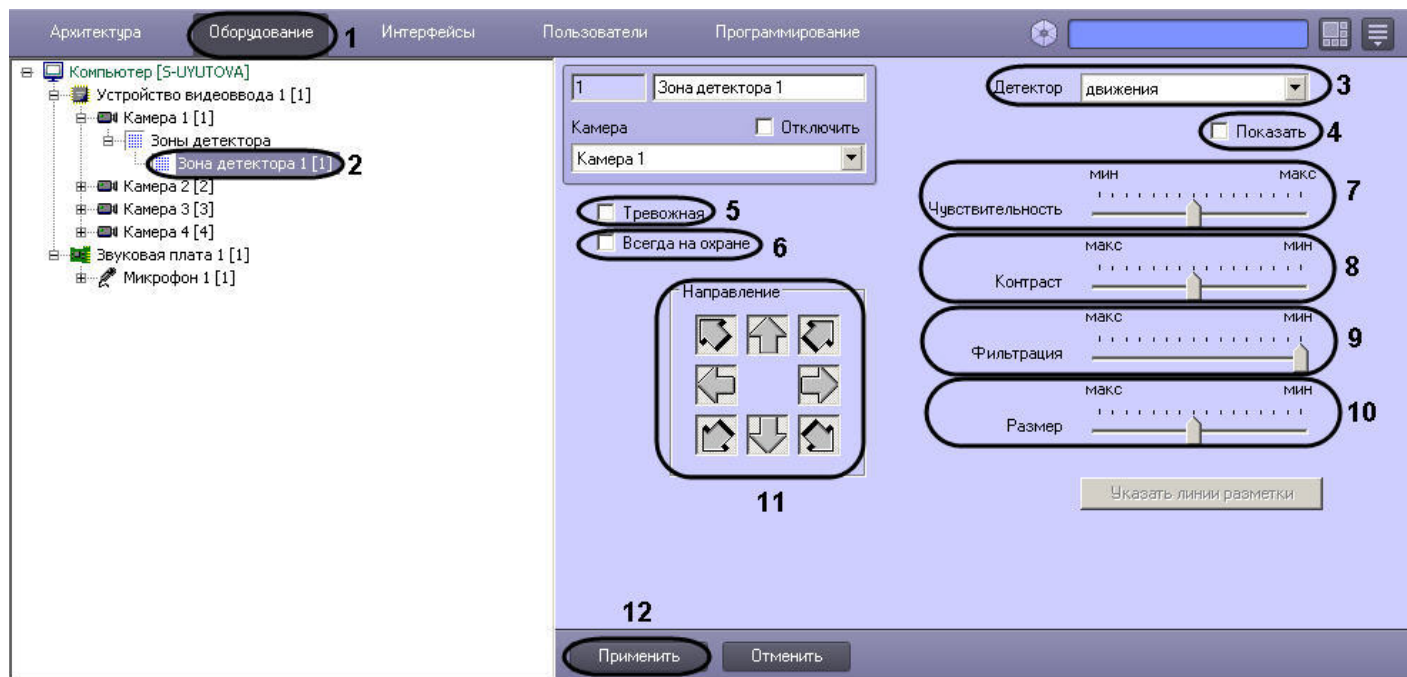 Архитектура Оборудование 1 Интерфейсы Пользователи Программирование
Компьютер [S-UYUTOVA]
Устройство видеоввода 1 [1]
Камера 1 [1]
Зоны детектора
Зона детектора 1 [1] 2
Камера 2 [2]
Камера 3 [3]
Камера 4 [4]
Звуковая плата 1 [1]
Микрофон 1 [1]
1 Зона детектора 1
Камера Отключить
Камера 1
Тревожная 5
Всегда на охране 6
Направление
11
Детектор движения 3
Показать 4
мин макс
Чувствительность 7
макс мин
Контраст 8
макс мин
Фильтрация 9
макс мин
Размер 10
Указать линии разметки
12
Применить Отменить